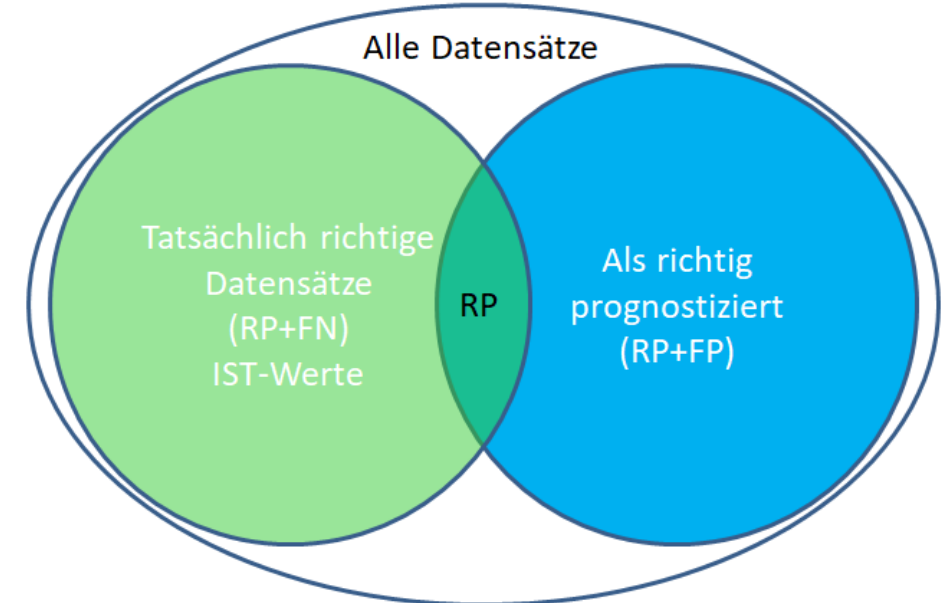 Alle Datensätze
Tatsächlich richtige
Datensätze
(RP+FN)
IST-Werte
RP
Als richtig
prognostiziert
(RP+FP)